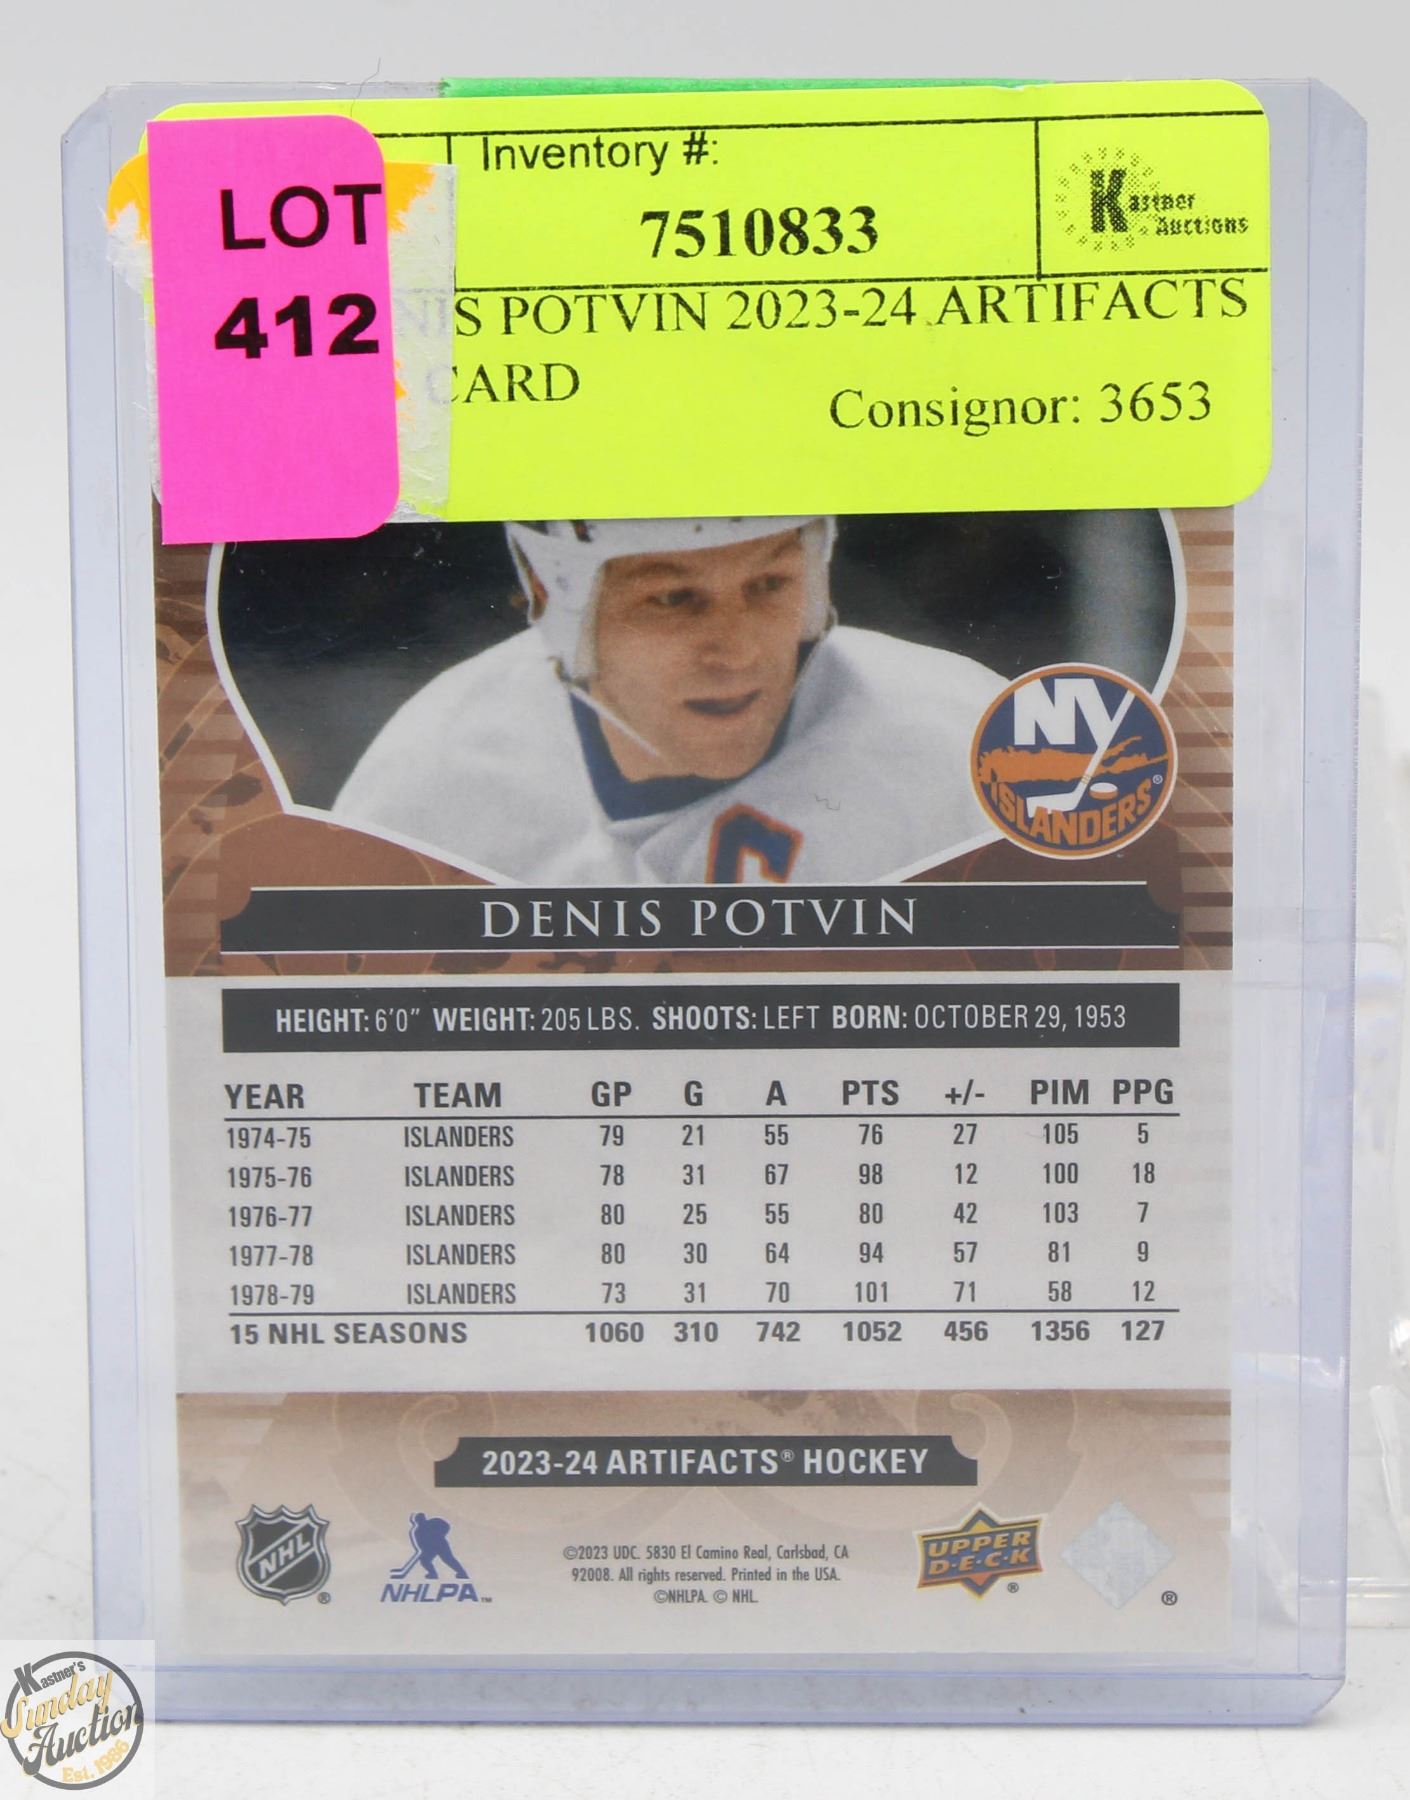 LOT
412
Inventory #:
7510833
Kastner
Auctions
S POTVIN 2023-24 ARTIFACTS
CARD
Consignor: 3653
NY
ISLANDERS®
C
DENIS POTVIN
HEIGHT: 6'0" WEIGHT: 205 LBS. SHOOTS: LEFT BORN: OCTOBER 29, 1953
YEAR TEAM GP G A PTS +/- PIM PPG
1974-75 ISLANDERS 79 21 55 76 27 105 5
1975-76 ISLANDERS 78 31 67 98 12 100 18
1976-77 ISLANDERS 80 25 55 80 42 103 7
1977-78 ISLANDERS 80 30 64 94 57 81 9
1978-79 ISLANDERS 73 31 70 101 71 58 12
15 NHL SEASONS 1060 310 742 1052 456 1356 127
2023-24 ARTIFACTS® HOCKEY
NHL ®
NHLPA™
©2023 UDC. 5830 El Camino Real, Carlsbad, CA
92008. All rights reserved. Printed in the USA.
©NHLPA. © NHL.
UPPER
D·E·C·K ®
®
Kastner's
Sunday
Auction
Est. 1986